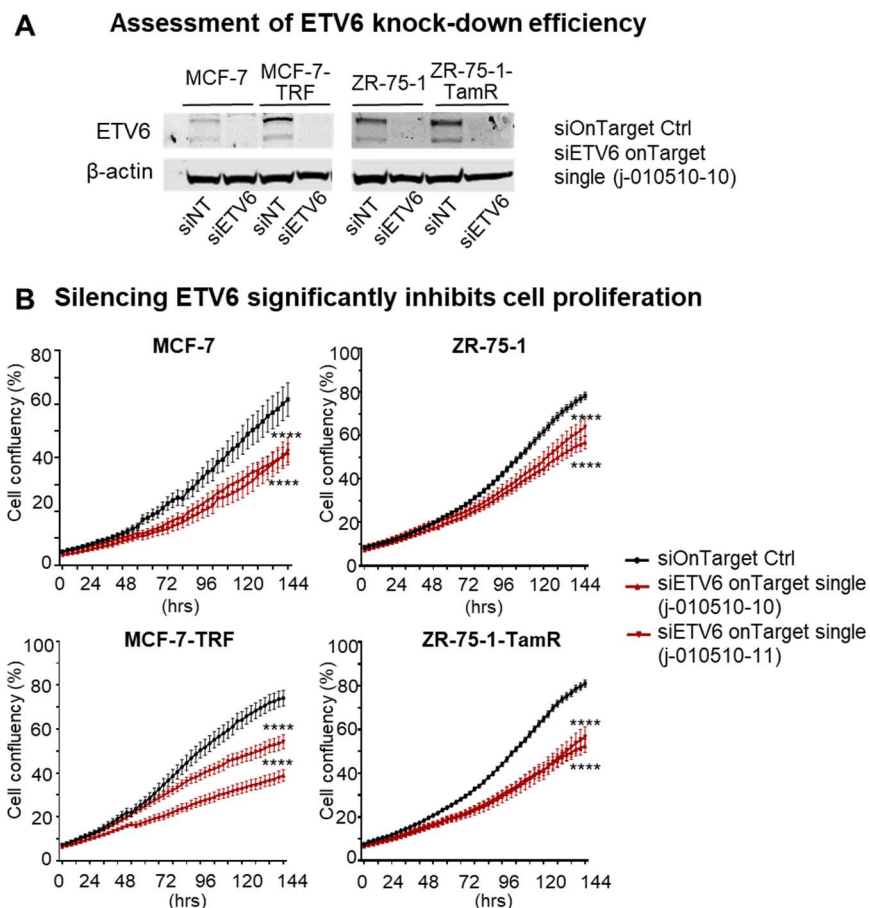 A Assessment of ETV6 knock-down efficiency
MCF-7
MCF-7-
TRF
ZR-75-1
ZR-75-1-
TamR
ETV6
β-actin
siNT
siETV6
siNT
siETV6
siNT
siETV6
siNT
siETV6
siOnTarget Ctrl
siETV6 onTarget
single (j-010510-10)
B Silencing ETV6 significantly inhibits cell proliferation
MCF-7
Cell confluency (%)
80
60
40
20
0
****
****
0 24 48 72 96 120 144
(hrs)
ZR-75-1
Cell confluency (%)
100
80
60
40
20
0
****
****
0 24 48 72 96 120 144
(hrs)
siOnTarget Ctrl
siETV6 onTarget single
(j-010510-10)
siETV6 onTarget single
(j-010510-11)
MCF-7-TRF
Cell confluency (%)
100
80
60
40
20
0
****
****
0 24 48 72 96 120 144
(hrs)
ZR-75-1-TamR
Cell confluency (%)
100
80
60
40
20
0
****
****
0 24 48 72 96 120 144
(hrs)